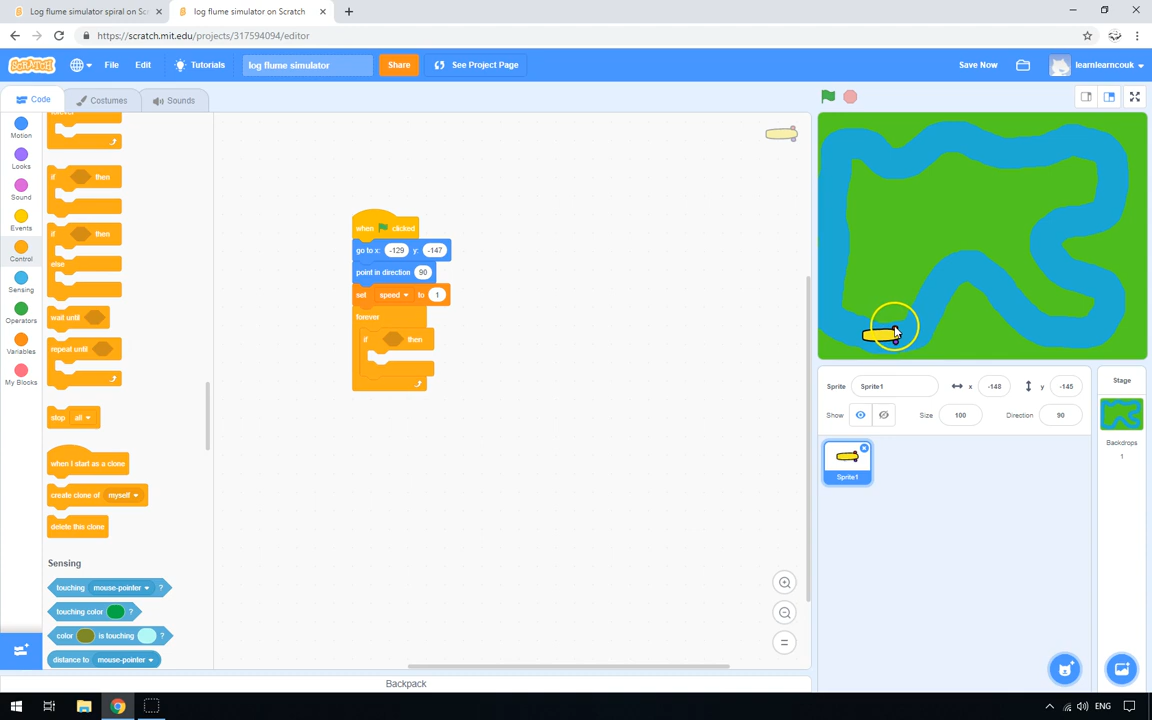 Log flume simulator spiral on Sc
log flume simulator on Scratch
https://scratch.mit.edu/projects/317594094/editor
SCRATCH
File
Edit
Tutorials
log flume simulator
Share
See Project Page
Save Now
learnlearncouk
Code
Costumes
Sounds
Motion
Looks
Sound
Events
Control
Sensing
Operators
Variables
My Blocks
forever
if then
if then
else
wait until
repeat until
stop all
when I start as a clone
create clone of myself
delete this clone
Sensing
touching mouse-pointer ?
touching color ?
color is touching ?
distance to mouse-pointer
when clicked
go to x: -129 y: -147
point in direction 90
set speed to 1
forever
if then
Sprite Sprite1 x -148 y -145
Show Size 100 Direction 90
Sprite1
Stage
Backdrops
1
Backpack
ENG